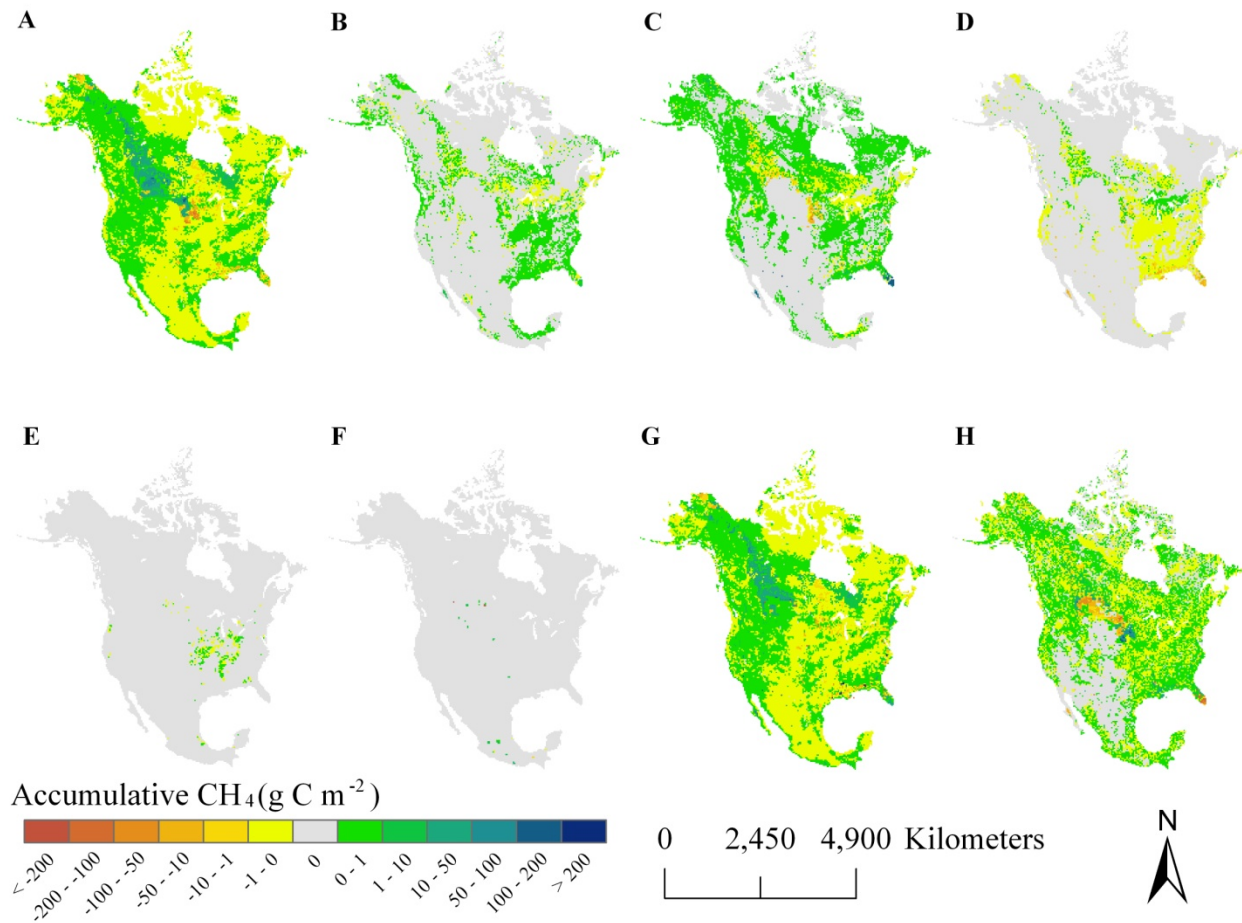 A B C D
E F G H
Accumulative CH₄(g C m⁻²)
< -200 -200 - -100 -100 - -50 -50 - -10 -10 - -1 -1 - 0 0 0 - 1 1 - 10 10 - 50 50 - 100 100 - 200 > 200
0 2,450 4,900 Kilometers
N